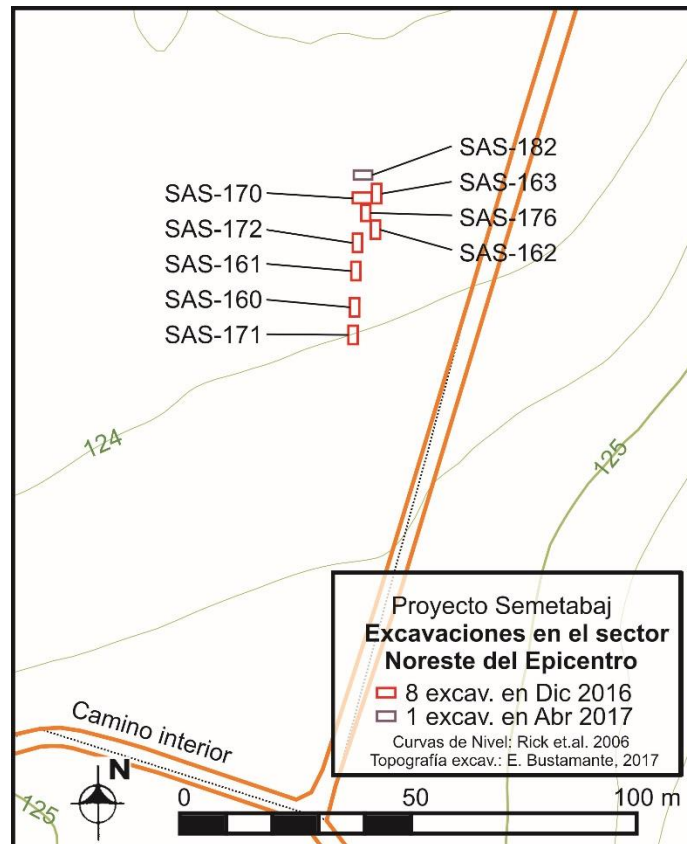 SAS-182
SAS-163
SAS-170
SAS-176
SAS-172
SAS-162
SAS-161
SAS-160
SAS-171
124
125
Proyecto Semetabaj
Excavaciones en el sector
Noreste del Epicentro
8 excav. en Dic 2016
1 excav. en Abr 2017
Curvas de Nivel: Rick et.al. 2006
Topografía excav.: E. Bustamante, 2017
Camino interior
N
125
0 50 100 m